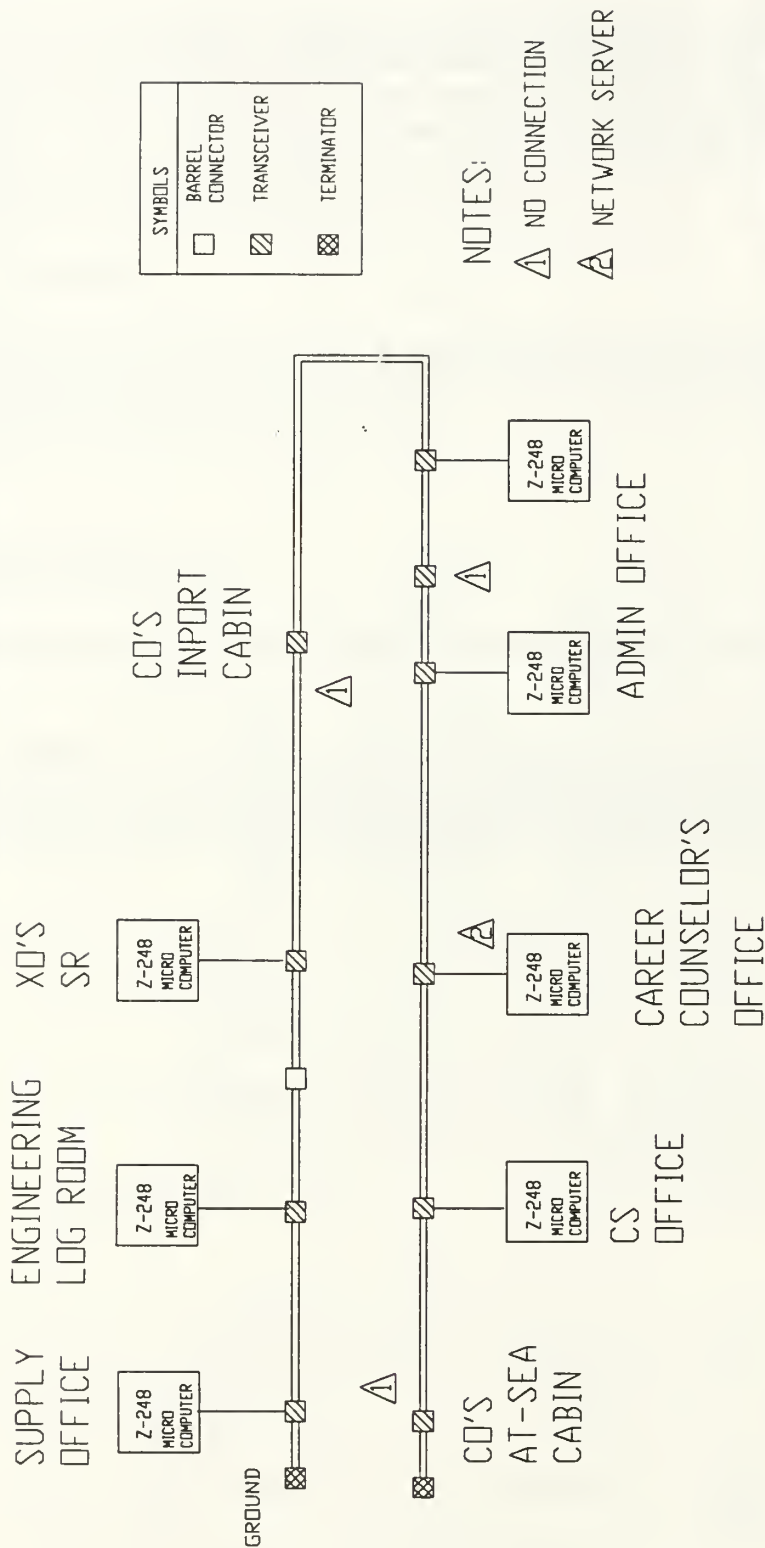 SUPPLY
OFFICE
ENGINEERING
LOG ROOM
XO'S
SR
CO'S
INPORT
CABIN
Z-248
MICRO
COMPUTER
Z-248
MICRO
COMPUTER
Z-248
MICRO
COMPUTER
GROUND
1
1
2
1
Z-248
MICRO
COMPUTER
Z-248
MICRO
COMPUTER
Z-248
MICRO
COMPUTER
Z-248
MICRO
COMPUTER
CO'S
AT-SEA
CABIN
CS
OFFICE
CAREER
COUNSELOR'S
OFFICE
ADMIN OFFICE
SYMBOLS
BARREL
CONNECTOR
TRANSCEIVER
TERMINATOR
NOTES:
1 NO CONNECTION
2 NETWORK SERVER